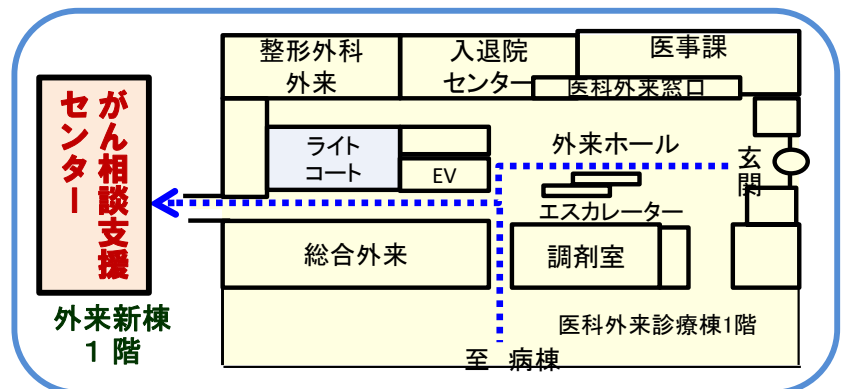 整形外科
外来
入退院
センター
医事課
医科外来窓口
がん相談支援
センター
ライト
コート
EV
外来ホール
玄
関
エスカレーター
総合外来
調剤室
外来新棟
１階
医科外来診療棟1階
至　病棟